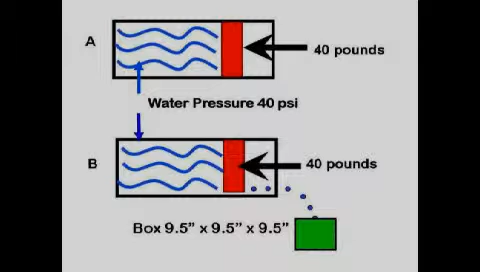 A
40 pounds
Water Pressure 40 psi
B
40 pounds
Box 9.5” x 9.5” x 9.5”